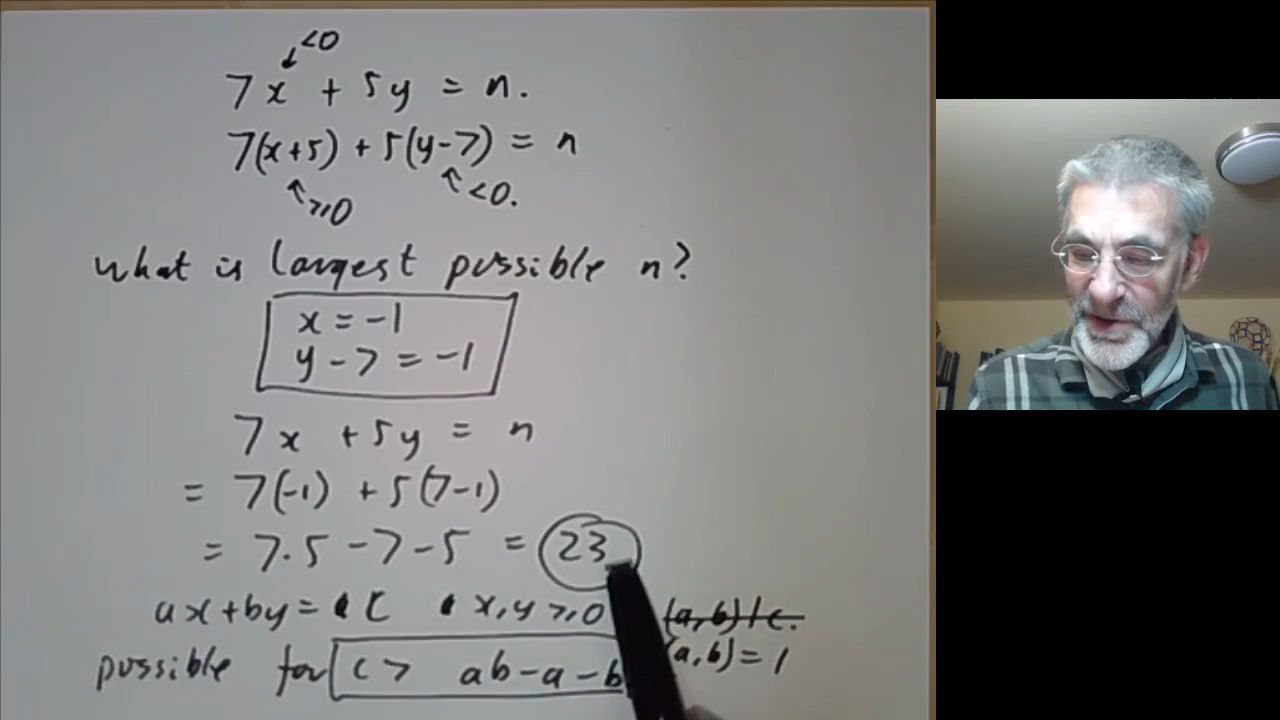 <0
7x + 5y = n.
7(x+5) + 5(y-7) = n
≥0 <0.
What is largest possible n?
x = -1
y - 7 = -1
7x + 5y = n
= 7(-1) + 5(7-1)
= 7.5 - 7 - 5 = 23
ax + by = C x, y ≥ 0 (a,b)|c.
possible for c > ab - a - b (a,b) = 1